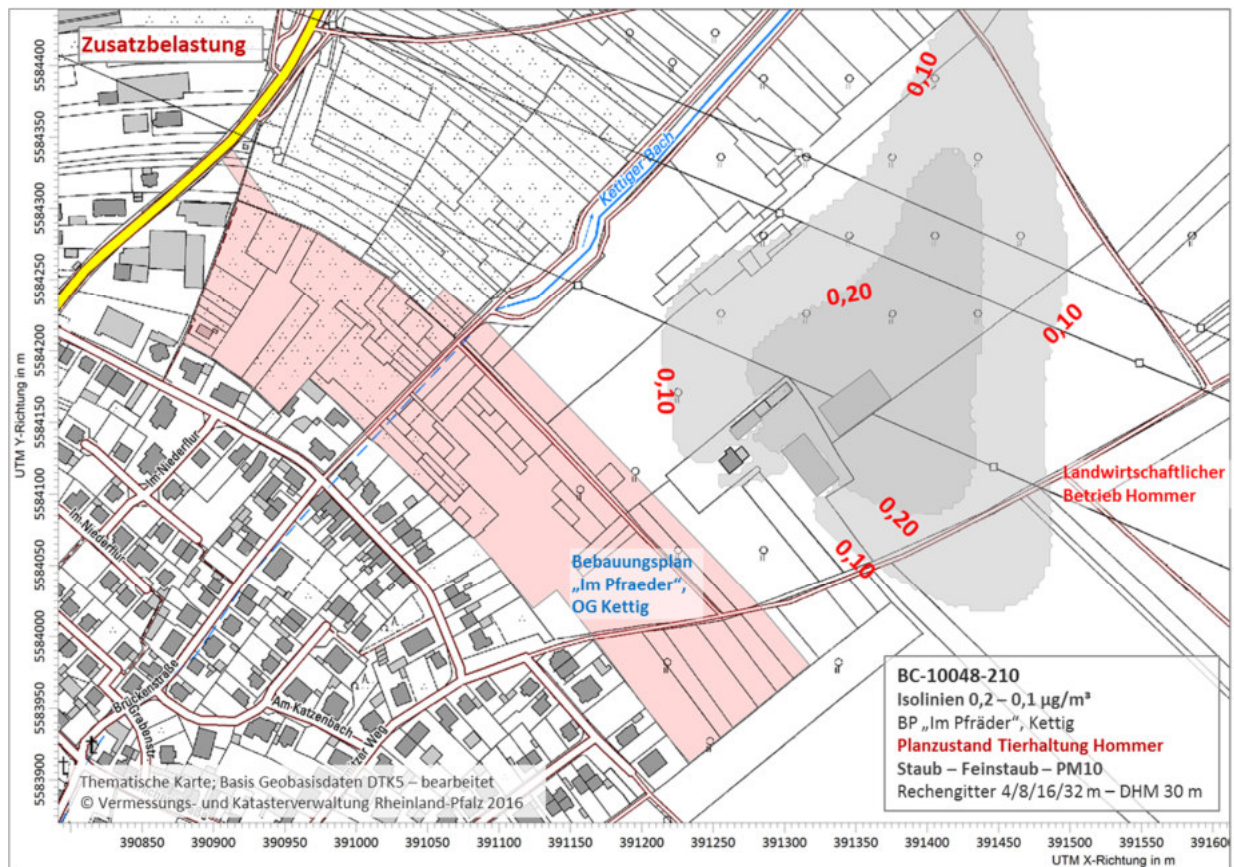 Zusatzbelastung
5584400
5584350
5584300
5584250
5584200
5584150
5584100
5584050
5584000
5583950
5583900
UTM Y-Richtung in m
Kettiger Bach
0,10
0,20
0,10
0,10
0,20
0,10
Landwirtschaftlicher
Betrieb Hommer
Bebauungsplan
„Im Pfraeder“,
OG Kettig
Im-Niederflur
Im-Niederflur
Brückenstraße
Grabenstr.
Am-Katzenbach
tzer Weg
BC-10048-210
Isolinien 0,2 – 0,1 µg/m³
BP „Im Pfräder“, Kettig
Planzustand Tierhaltung Hommer
Staub – Feinstaub – PM10
Rechengitter 4/8/16/32 m – DHM 30 m
Thematische Karte; Basis Geobasisdaten DTK5 – bearbeitet
© Vermessungs- und Katasterverwaltung Rheinland-Pfalz 2016
390850 390900 390950 391000 391050 391100 391150 391200 391250 391300 391350 391400 391450 391500 391550 391600
UTM X-Richtung in m